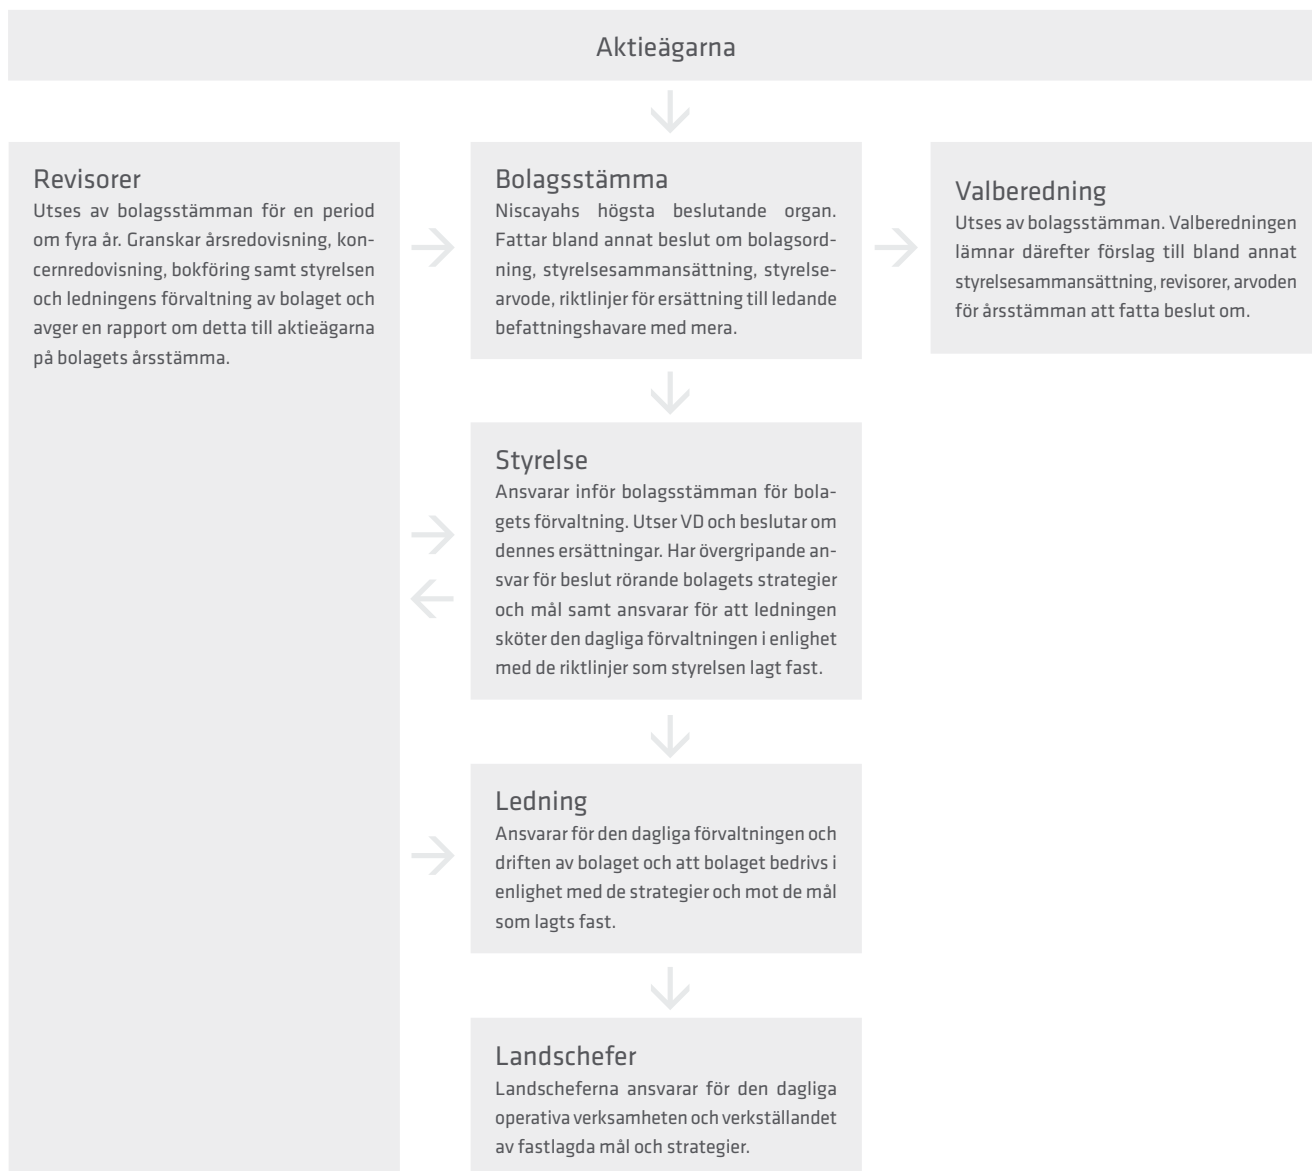 Aktieägarna
Revisorer
Utses av bolagsstämman för en period
om fyra år. Granskar årsredovisning, kon-
cernredovisning, bokföring samt styrelsen
och ledningens förvaltning av bolaget och
avger en rapport om detta till aktieägarna
på bolagets årsstämma.
Bolagsstämma
Niscayahs högsta beslutande organ.
Fattar bland annat beslut om bolagsord-
ning, styrelsesammansättning, styrelse-
arvode, riktlinjer för ersättning till ledande
befattningshavare med mera.
Valberedning
Utses av bolagsstämman. Valberedningen
lämnar därefter förslag till bland annat
styrelsesammansättning, revisorer, arvoden
för årsstämman att fatta beslut om.
Styrelse
Ansvarar inför bolagsstämman för bola-
gets förvaltning. Utser VD och beslutar om
dennes ersättningar. Har övergripande an-
svar för beslut rörande bolagets strategier
och mål samt ansvarar för att ledningen
sköter den dagliga förvaltningen i enlighet
med de riktlinjer som styrelsen lagt fast.
Ledning
Ansvarar för den dagliga förvaltningen och
driften av bolaget och att bolaget bedrivs i
enlighet med de strategier och mot de mål
som lagts fast.
Landschefer
Landscheferna ansvarar för den dagliga
operativa verksamheten och verkställandet
av fastlagda mål och strategier.